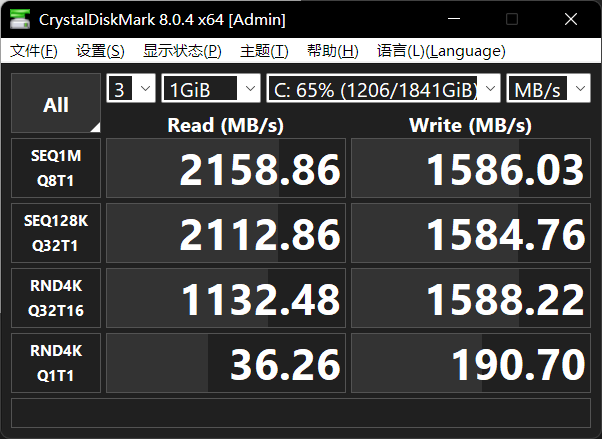 CrystalDiskMark 8.0.4 x64 [Admin]
文件(F) 设置(S) 显示状态(P) 主题(T) 帮助(H) 语言(L)(Language)
All 3 1GiB C: 65% (1206/1841GiB) MB/s
Read (MB/s) Write (MB/s)
SEQ1M
Q8T1
2158.86 1586.03
SEQ128K
Q32T1
2112.86 1584.76
RND4K
Q32T16
1132.48 1588.22
RND4K
Q1T1
36.26 190.70